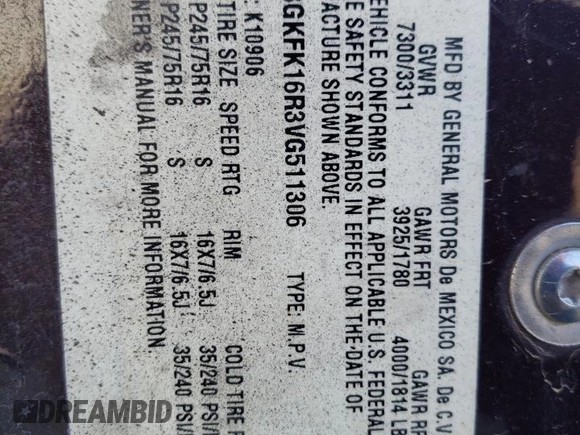 MFD BY GENERAL MOTORS De MEXICO SA. De C.V.
GVWR GAWR FRT GAWR RR
7300/3311 3925/1780 4000/1814 LB
VEHICLE CONFORMS TO ALL APPLICABLE U.S. FEDERAL
E SAFETY STANDARDS IN EFFECT ON THE DATE OF
FACTURE SHOWN ABOVE.
GKFK16R3VG511306 TYPE: M.P.V.
: K10906
TIRE SIZE SPEED RTG RIM COLD TIRE
P245/75R16 S 16X7/6.5J 35/240 PSI/
P245/75R16 S 16X7/6.5J 35/240 PSI/
NER'S MANUAL FOR MORE INFORMATION.
DREAMBID